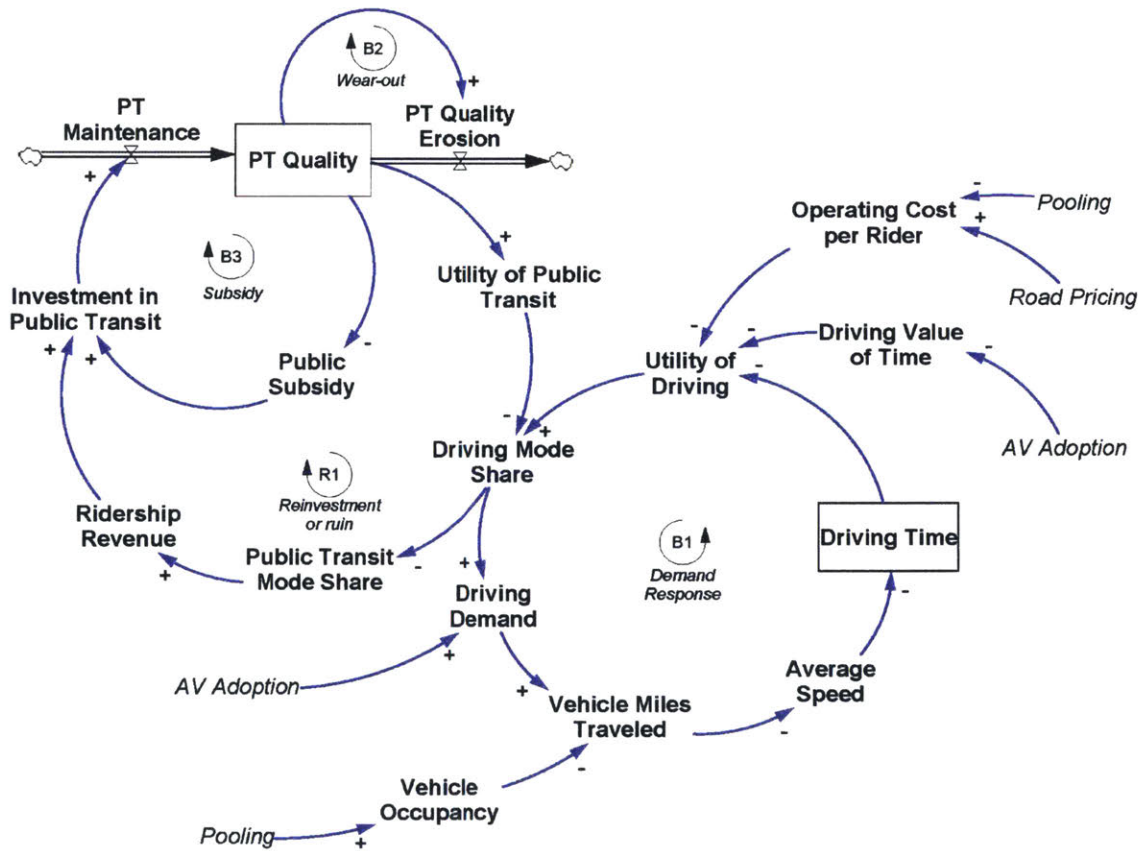 B2
Wear-out
+
PT
Maintenance
PT Quality
Erosion
PT Quality
+
-
Pooling
Operating Cost
per Rider
+
B3
Subsidy
+
Utility of Public
Transit
Road Pricing
Investment in
Public Transit
-
-
Driving Value
of Time
-
+
+
Public
Subsidy
-
Utility of
Driving
-
AV Adoption
-
+
Driving Mode
Share
R1
Reinvestment
or ruin
Ridership
Revenue
B1
Demand
Response
Driving Time
+
Public Transit
Mode Share
-
+
Driving
Demand
-
AV Adoption
+
+
Vehicle Miles
Traveled
Average
Speed
-
-
Vehicle
Occupancy
Pooling
+